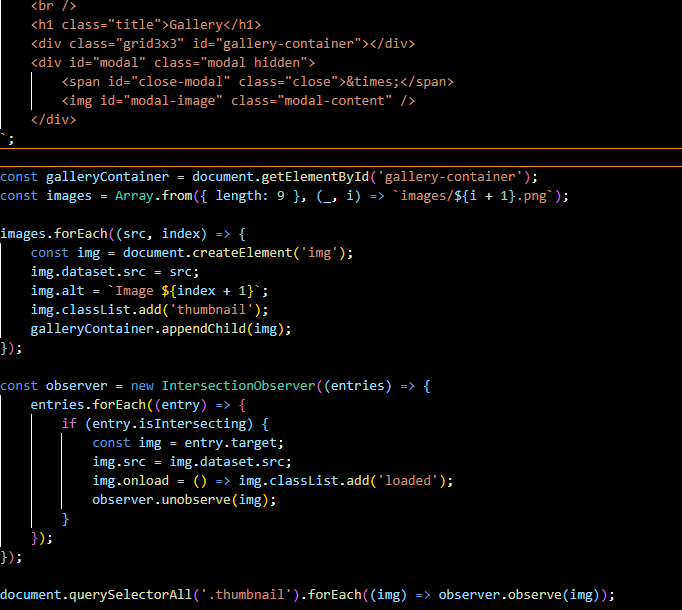 <br />
<h1 class="title">Gallery</h1>
<div class="grid3x3" id="gallery-container"></div>
<div id="modal" class="modal hidden">
<span id="close-modal" class="close">&times;</span>
<img id="modal-image" class="modal-content" />
</div>
`;
const galleryContainer = document.getElementById('gallery-container');
const images = Array.from({ length: 9 }, (_, i) => `images/${i + 1}.png`);
images.forEach((src, index) => {
const img = document.createElement('img');
img.dataset.src = src;
img.alt = `Image ${index + 1}`;
img.classList.add('thumbnail');
galleryContainer.appendChild(img);
});
const observer = new IntersectionObserver((entries) => {
entries.forEach((entry) => {
if (entry.isIntersecting) {
const img = entry.target;
img.src = img.dataset.src;
img.onload = () => img.classList.add('loaded');
observer.unobserve(img);
}
});
});
document.querySelectorAll('.thumbnail').forEach((img) => observer.observe(img));